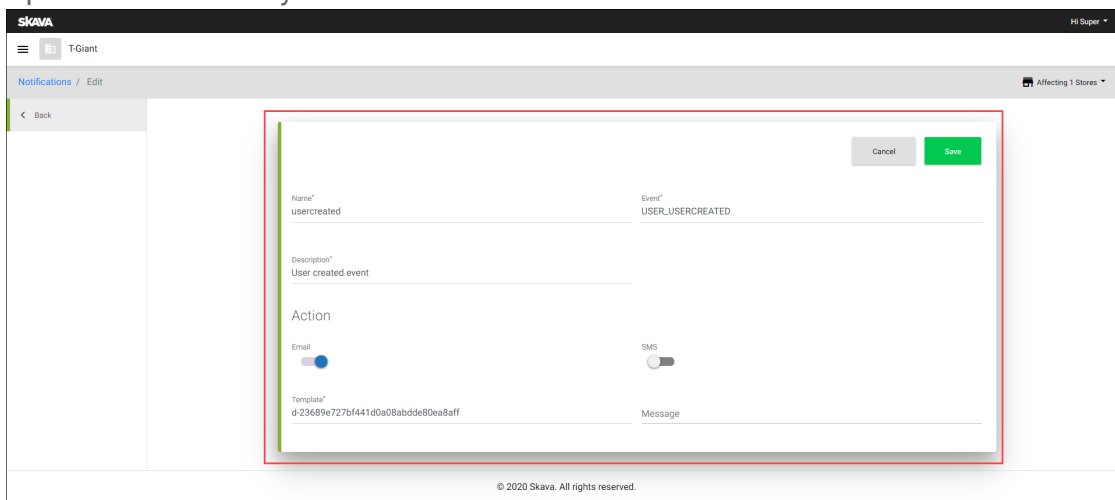 SKAVA
Hi Super
T-Giant
Notifications / Edit
Affecting 1 Stores
Back
Cancel
Save
Name*
Event*
usercreated
USER_USERCREATED
Description*
User created event
Action
Email
SMS
Template*
d-23689e727bf441d0a08abdde80ea8aff
Message
© 2020 Skava. All rights reserved.